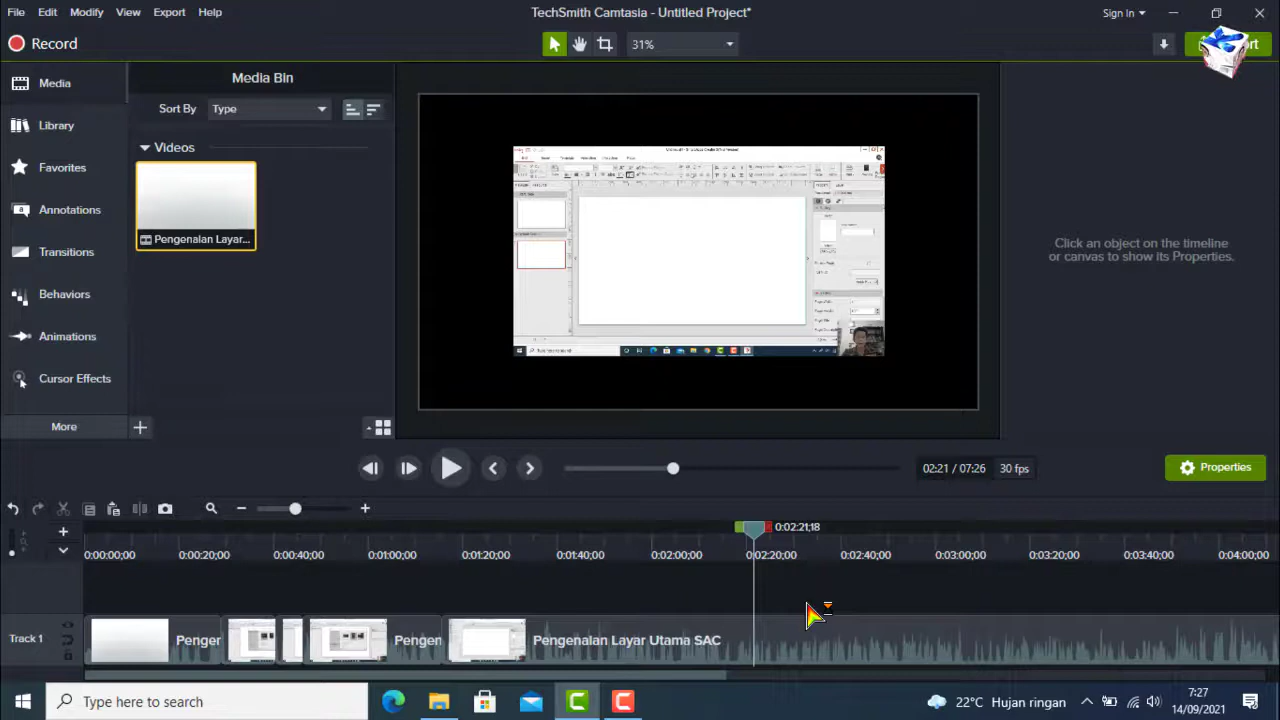 File Edit Modify View Export Help
TechSmith Camtasia - Untitled Project*
Sign In
Record
31%
Media
Library
Favorites
Annotations
Transitions
Behaviors
Animations
Cursor Effects
More
Media Bin
Sort By Type
Videos
Pengenalan Layar...
Click an object on the timeline
or canvas to show its Properties.
02:21 / 07:26 30 fps
Properties
0:02:21;18
0:00:00;00 0:00:20;00 0:00:40;00 0:01:00;00 0:01:20;00 0:01:40;00 0:02:00;00 0:02:20;00 0:02:40;00 0:03:00;00 0:03:20;00 0:03:40;00 0:04:00;00
Track 1
Penger
Pengen
Pengenalan Layar Utama SAC
Type here to search
22°C Hujan ringan
7:27
14/09/2021